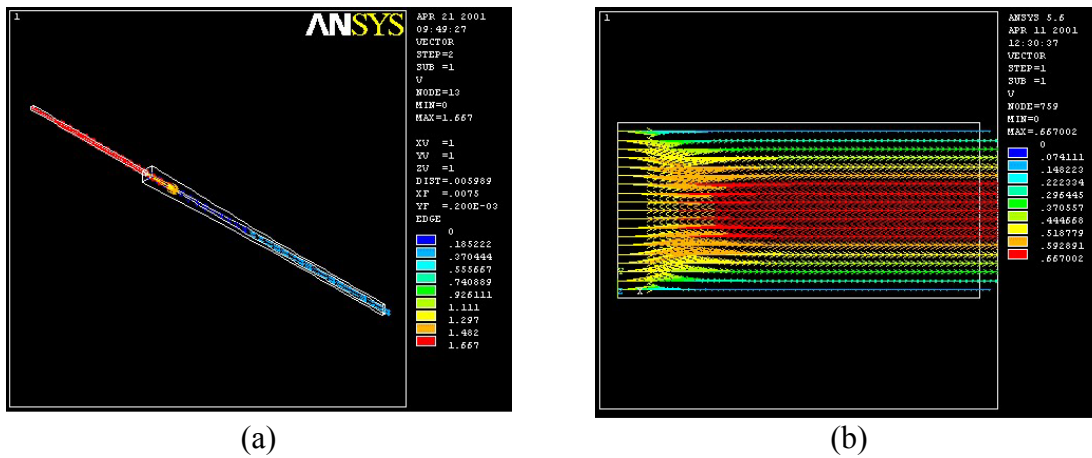 1
ANSYS
APR 21 2001
09:49:27
VECTOR
STEP=2
SUB =1
V
NODE=13
MIN=0
MAX=1.667
XV =1
YV =1
ZV =1
DIST=.005989
XF =.0075
YF =.200E-03
EDGE
0
.185222
.370444
.555667
.740889
.926111
1.111
1.297
1.482
1.667
(a)
1
ANSYS 5.6
APR 11 2001
12:30:37
VECTOR
STEP=1
SUB =1
V
NODE=759
MIN=0
MAX=.667002
0
.074111
.148223
.222334
.296445
.370557
.444668
.518779
.592891
.667002
(b)